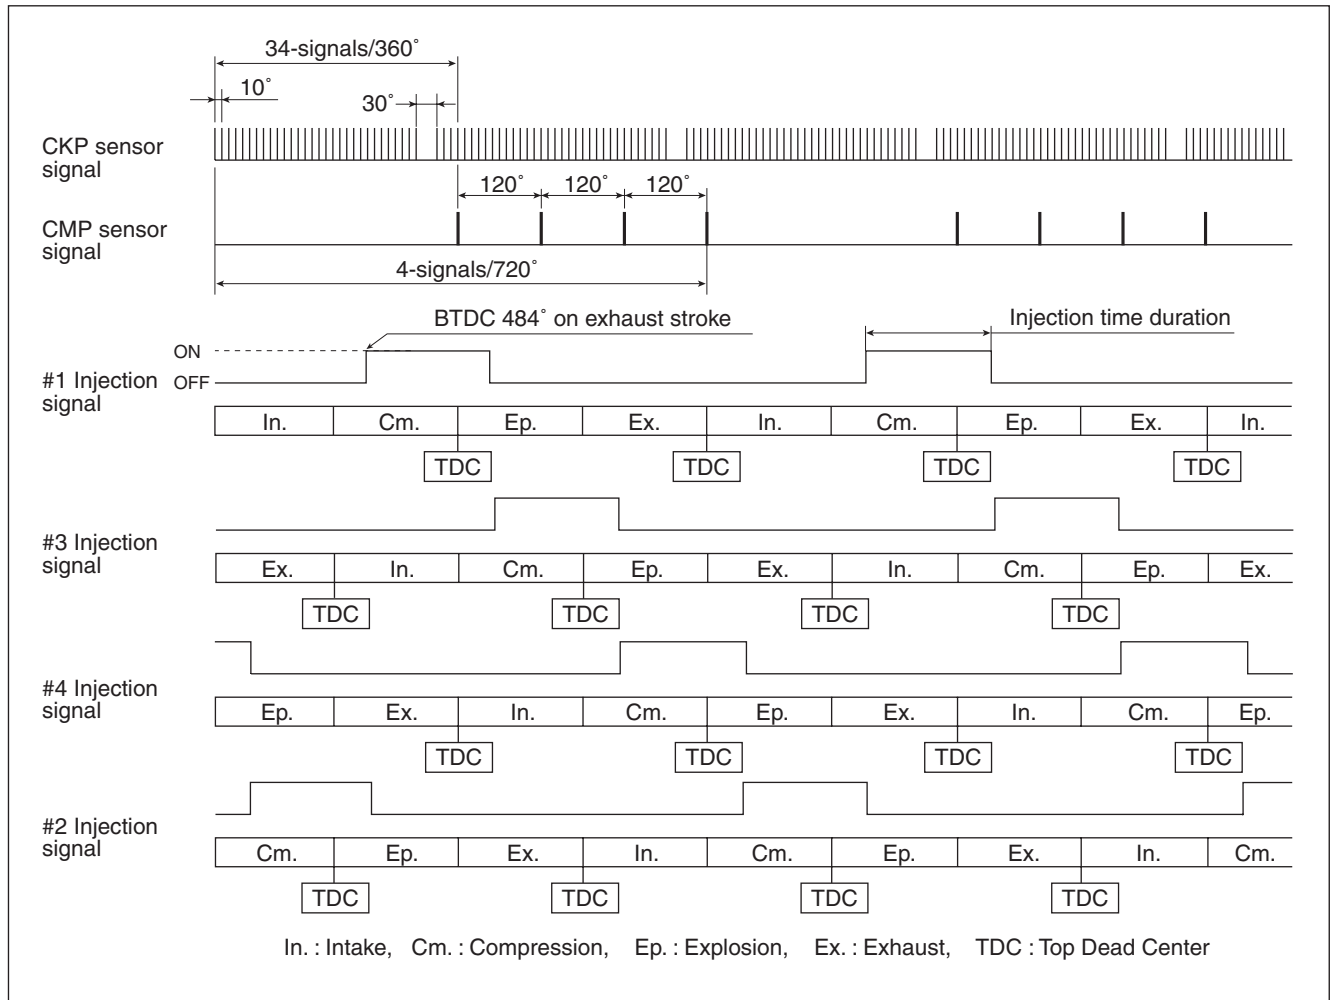 34-signals/360°
10°
30°
CKP sensor
signal
120° 120° 120°
CMP sensor
signal
4-signals/720°
BTDC 484° on exhaust stroke
Injection time duration
ON
OFF
#1 Injection
signal
In. Cm. Ep. Ex. In. Cm. Ep. Ex. In.
TDC TDC TDC TDC
#3 Injection
signal
Ex. In. Cm. Ep. Ex. In. Cm. Ep. Ex.
TDC TDC TDC TDC
#4 Injection
signal
Ep. Ex. In. Cm. Ep. Ex. In. Cm. Ep.
TDC TDC TDC TDC
#2 Injection
signal
Cm. Ep. Ex. In. Cm. Ep. Ex. In. Cm.
TDC TDC TDC TDC
In. : Intake, Cm. : Compression, Ep. : Explosion, Ex. : Exhaust, TDC : Top Dead Center